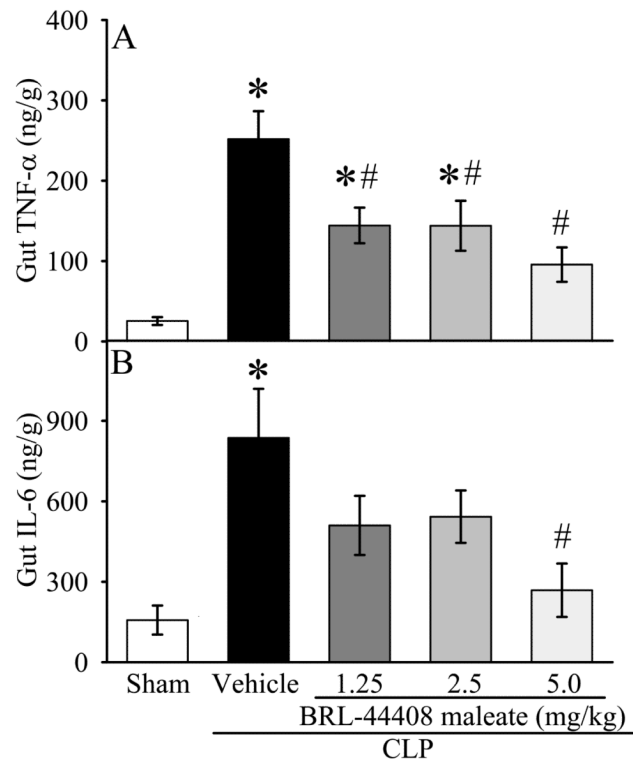 A
400
300
200
100
0
Gut TNF-α (ng/g)
*
*#
*#
#
B
900
600
300
0
Gut IL-6 (ng/g)
*
#
Sham Vehicle 1.25 2.5 5.0
BRL-44408 maleate (mg/kg)
CLP